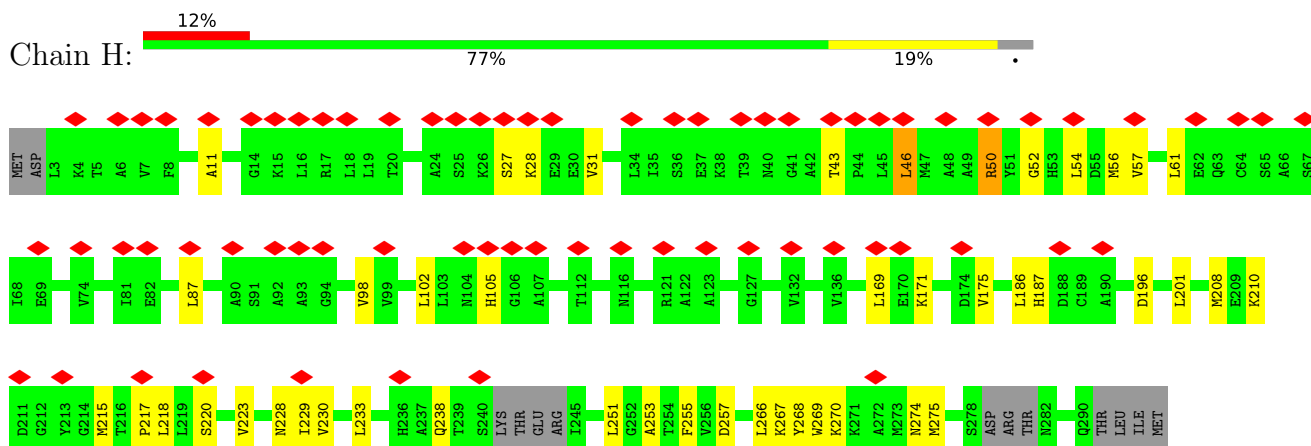 12%
Chain H:
77% 19% •
MET ASP L3 K4 T5 A6 V7 F8 A11 G14 K15 L16 R17 L18 L19 T20 A24 S25 K26 S27 K28 E29 E30 V31 L34 I35 S36 E37 K38 T39 N40 G41 A42 T43 P44 L45 L46 M47 A48 A49 R50 Y51 G52 H53 L54 D55 M56 V57 L61 E62 Q63 C64 S65 A66 S67
I68 E69 V74 I81 E82 L87 A90 S91 A92 A93 G94 V98 V99 L102 L103 N104 H105 G106 A107 T112 N116 R121 A122 A123 G127 V132 V136 L169 E170 K171 D174 V175 L186 H187 D188 C189 A190 D196 L201 M208 E209 K210
D211 G212 Y213 G214 M215 T216 P217 L218 L219 S220 V223 N228 I229 V230 L233 H236 A237 Q238 T239 S240 LYS THR GLU ARG I245 L251 G252 A253 T254 F255 V256 D257 L266 K267 Y268 W269 K270 K271 A272 M273 N274 M275 S278 ASP ARG THR N282 Q290 THR LEU ILE MET